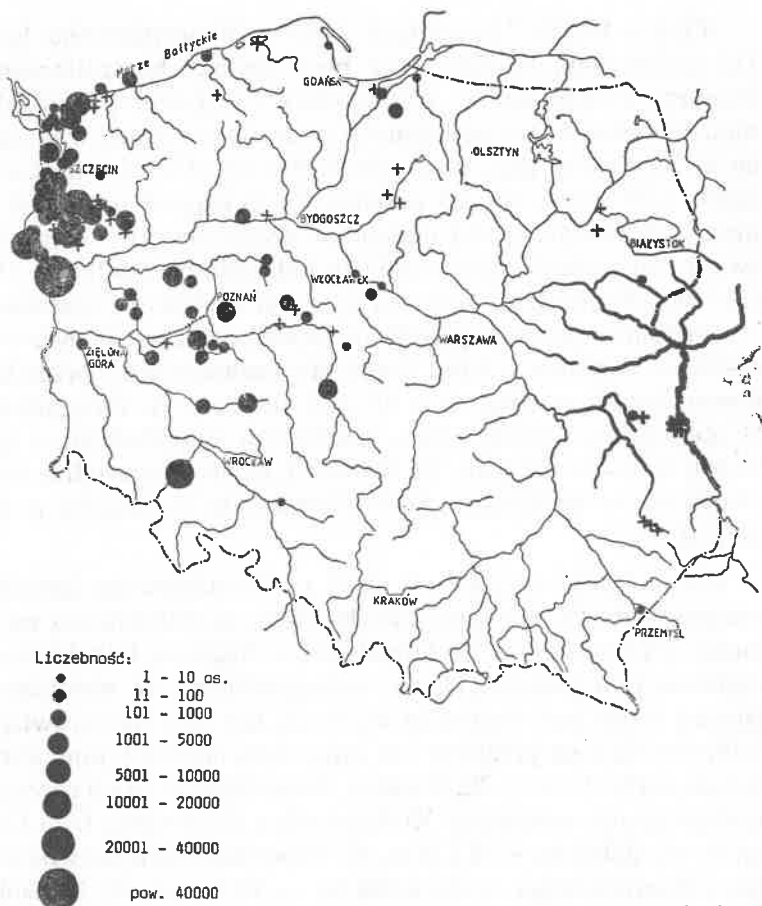 Morze Bałtyckie
GDAŃSK
OLSZTYN
SZCZECIN
BYDGOSZCZ
BIAŁYSTOK
WŁOCŁAWEK
POZNAŃ
WARSZAWA
ZIELONA
GÓRA
WROCŁAW
KRAKÓW
PRZEMYŚL
Liczebność:
1 - 10 os.
11 - 100
101 - 1000
1001 - 5000
5001 - 10000
10001 - 20000
20001 - 40000
pow. 40000